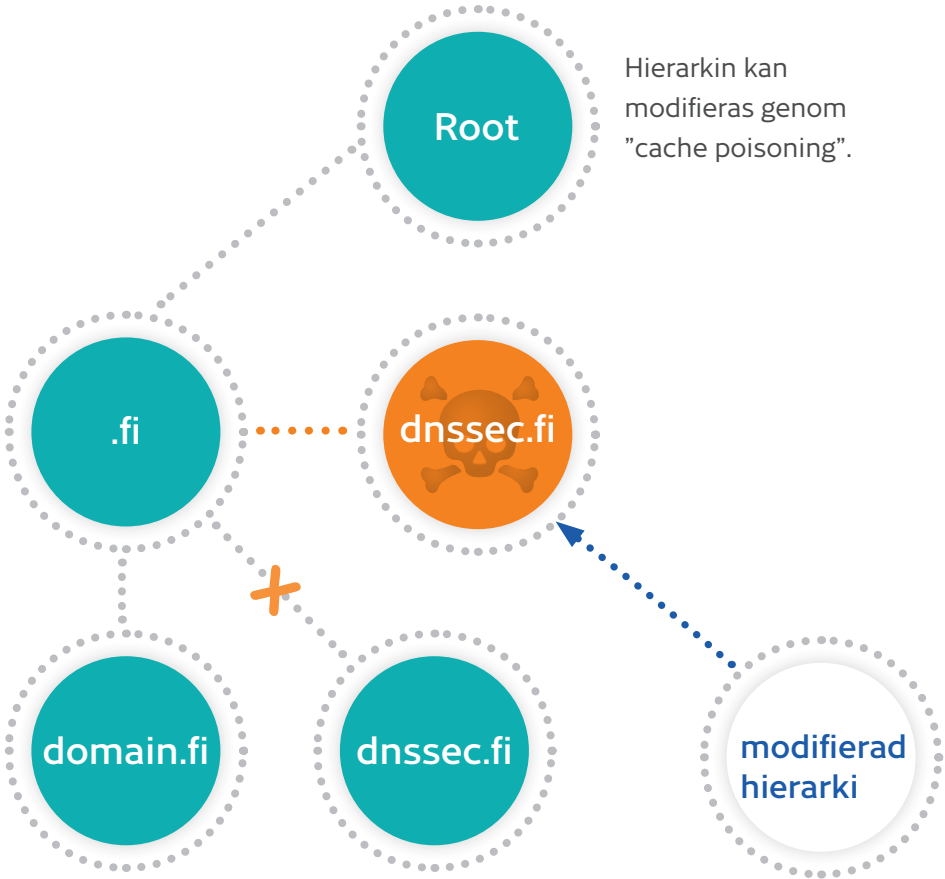 Root
Hierarkin kan
modifieras genom
”cache poisoning”.
.fi
dnssec.fi
domain.fi
dnssec.fi
modifierad
hierarki